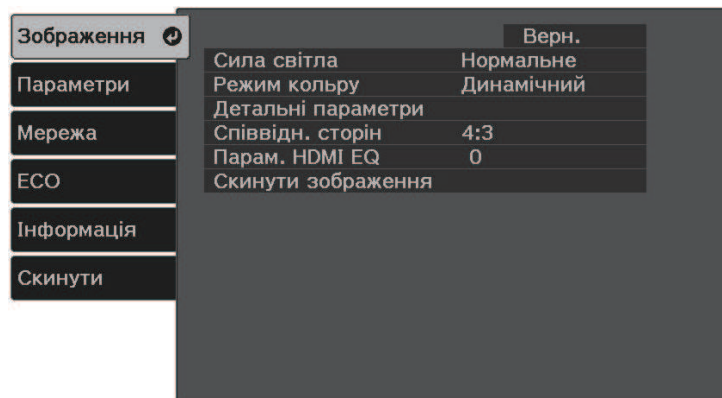 Зображення
Параметри
Мережа
ECO
Інформація
Скинути
Верн.
Сила світла Нормальне
Режим кольру Динамічний
Детальні параметри
Співвідн. сторін 4:3
Парам. HDMI EQ 0
Скинути зображення